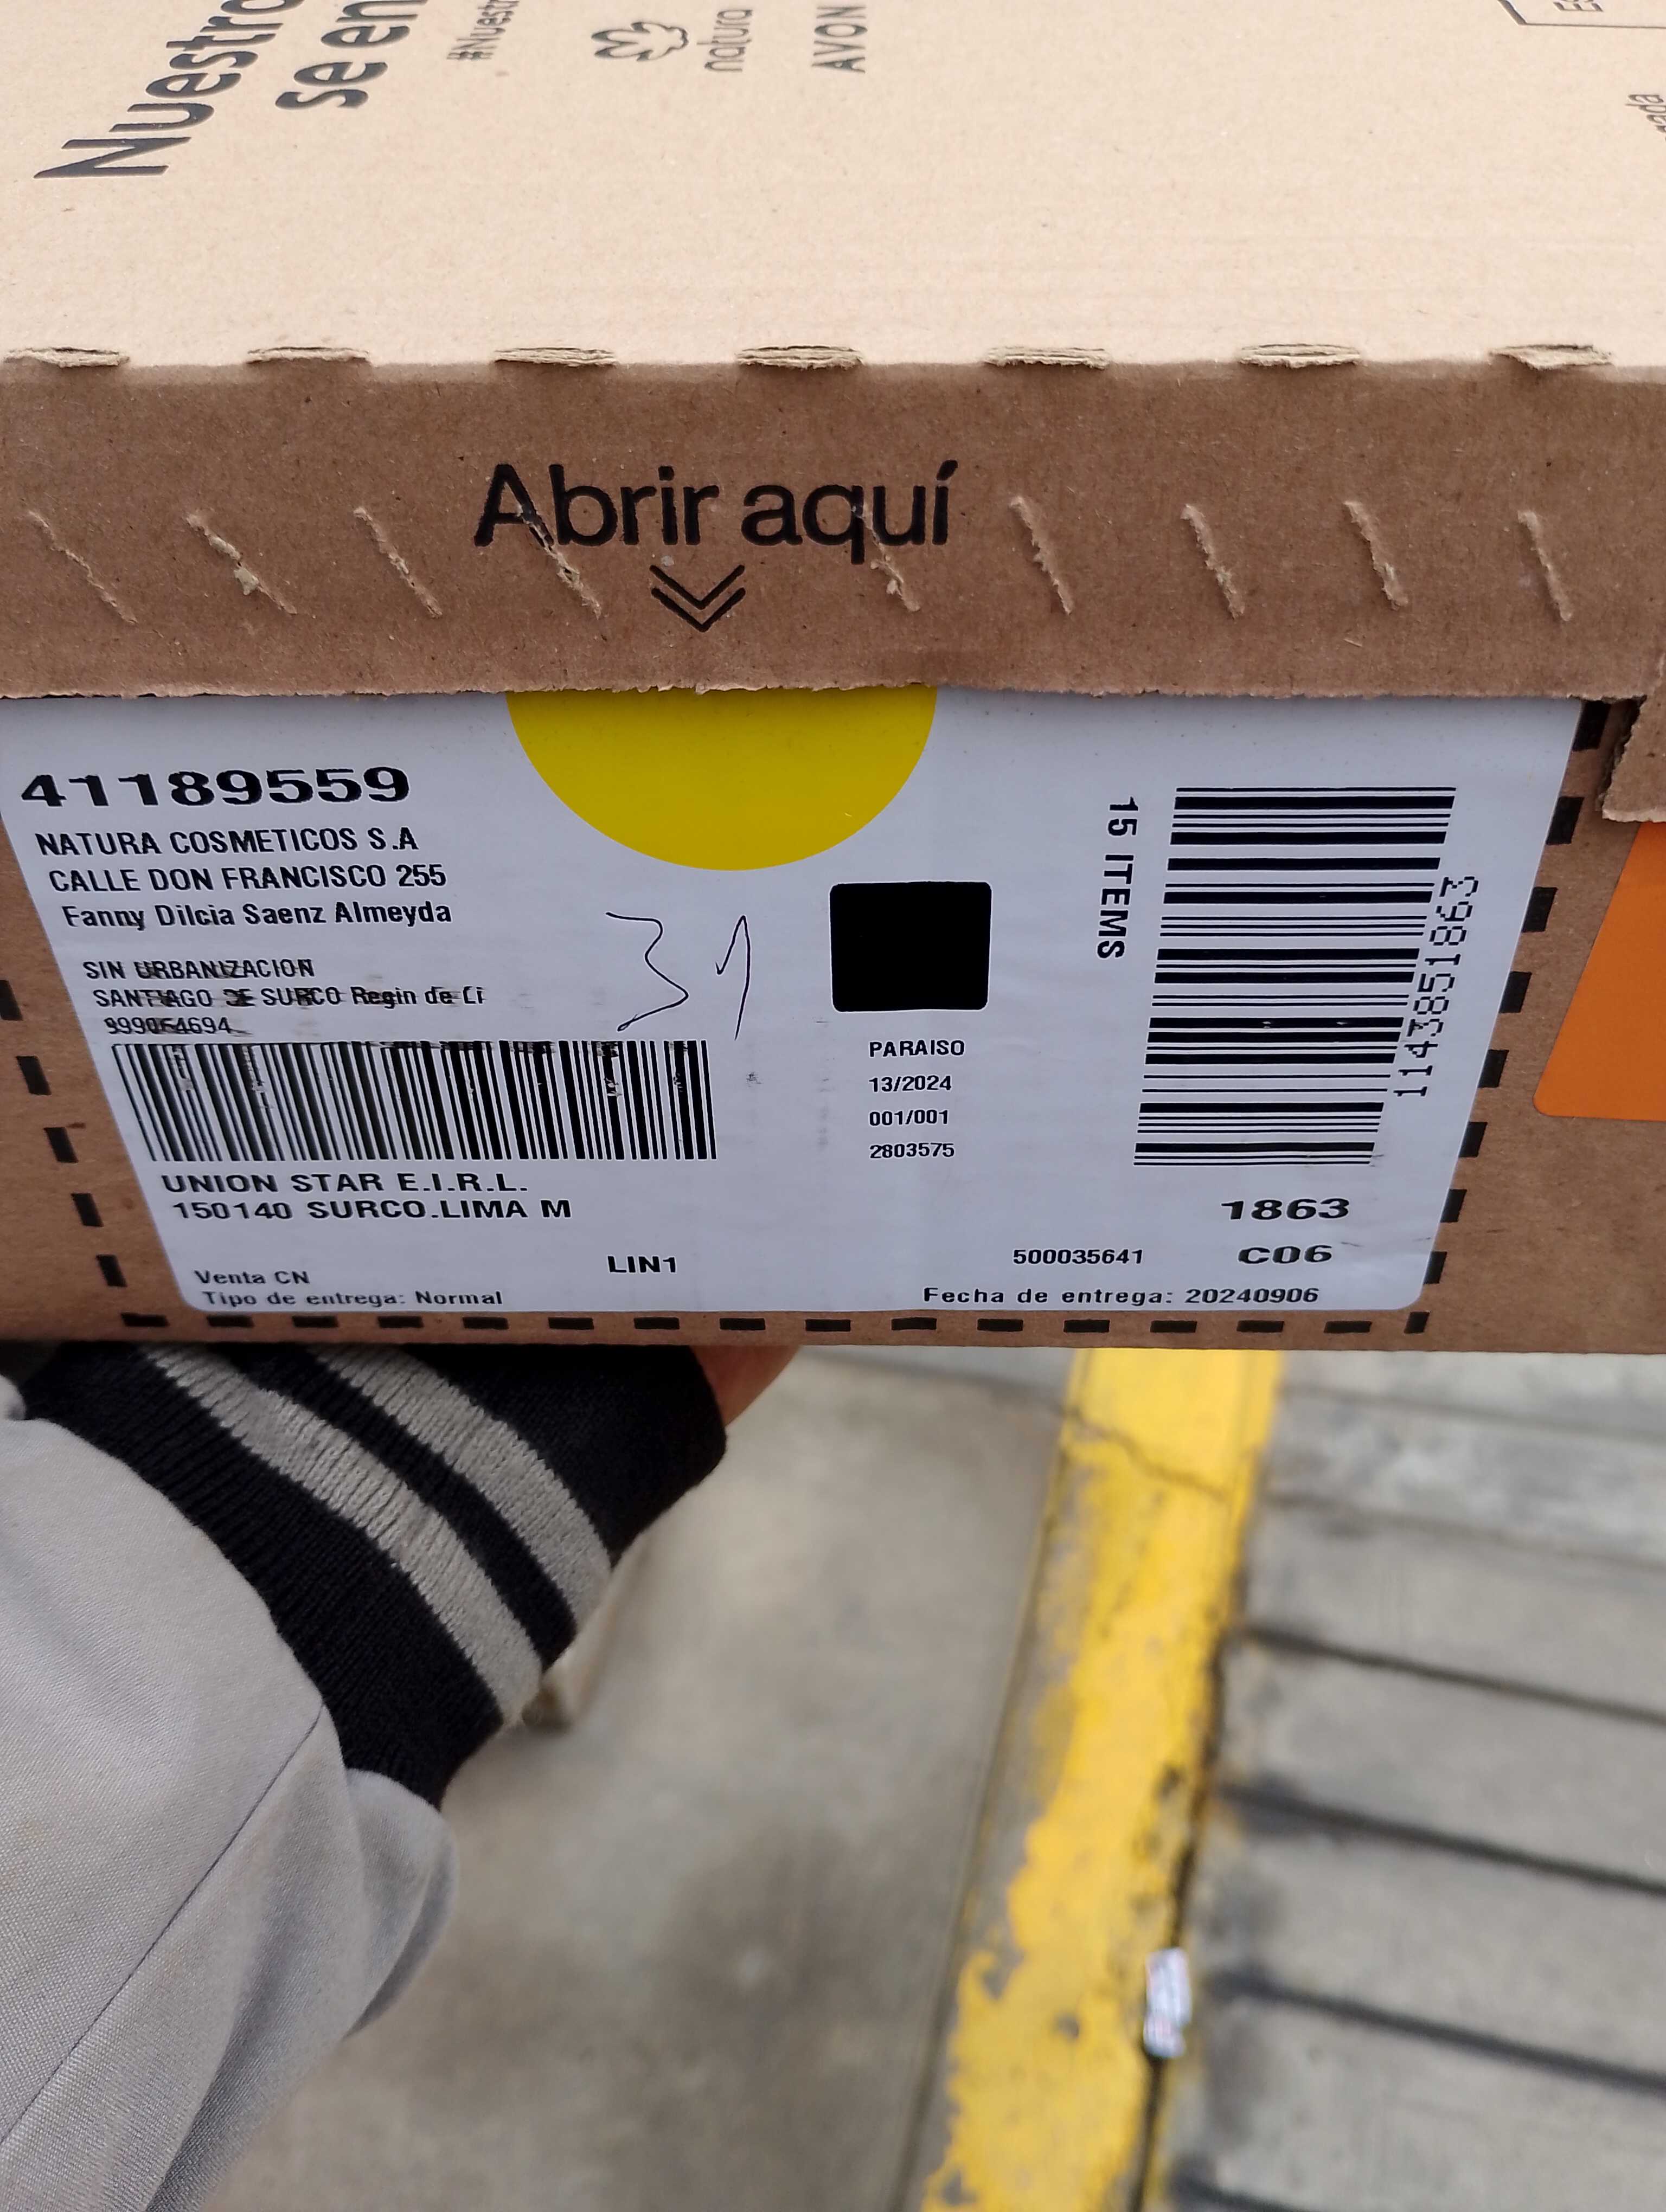 Nuestro
se en
#Nuestr
natura
AVON
Abrir aquí
41189559
NATURA COSMETICOS S.A
CALLE DON FRANCISCO 255
Fanny Dilcia Saenz Almeyda
SIN URBANIZACION
SANTIAGO DE SURCO Regin de Li
999064694
31
UNION STAR E.I.R.L.
150140 SURCO.LIMA M
Venta CN
Tipo de entrega: Normal
LIN1
PARAISO
13/2024
001/001
2803575
15 ITEMS
1143851863
1863
500035641 C06
Fecha de entrega: 20240906